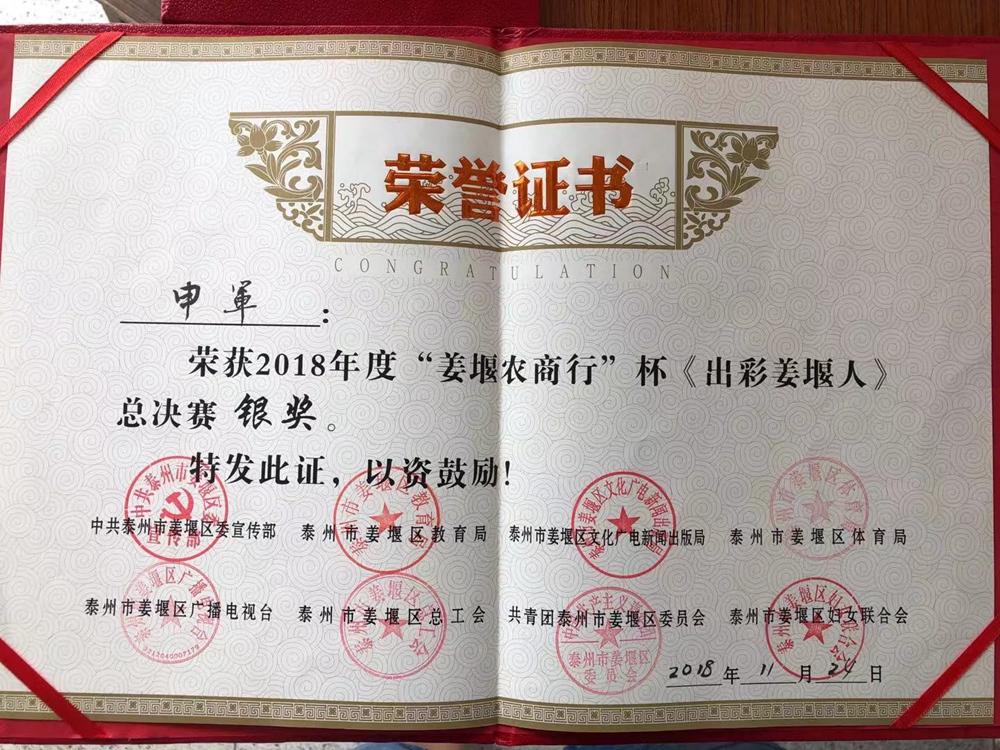 荣誉证书
CONGRATULATION
申軍：
荣获2018年度“姜堰农商行”杯《出彩姜堰人》
总决赛 银奖。
特发此证，以资鼓励！
中共泰州市姜堰区委宣传部 泰州市姜堰区教育局 泰州市姜堰区文化广电新闻出版局 泰州市姜堰区体育局
泰州市姜堰区广播电视台 泰州市姜堰区总工会 共青团泰州市姜堰区委员会 泰州市姜堰区妇女联合会
2018年11月24日